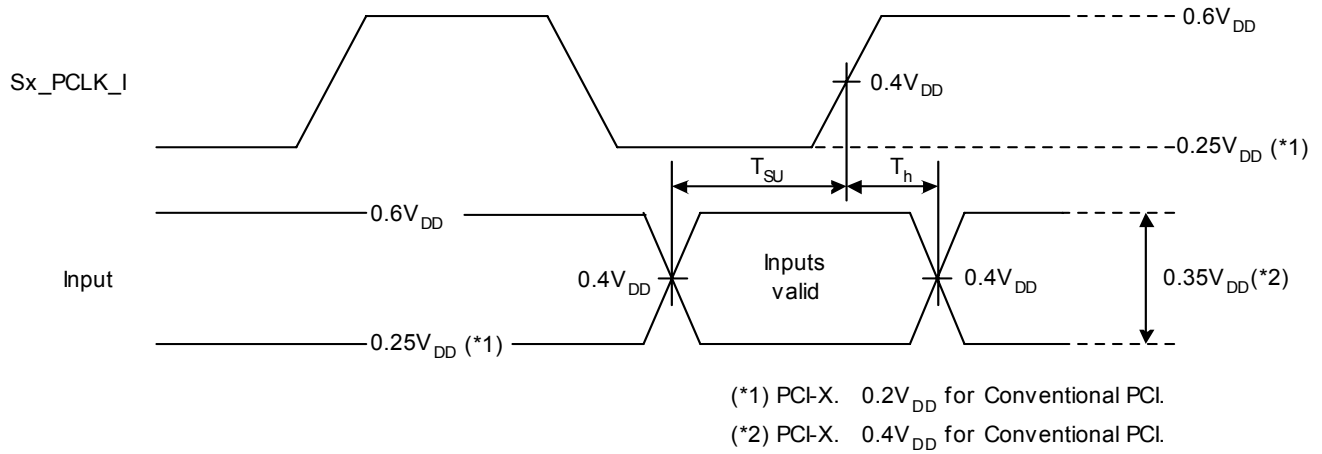 0.6V_DD
Sx_PCLK_I
0.4V_DD
0.25V_DD (*1)
T_SU
T_h
0.6V_DD
Input
0.4V_DD
Inputs
valid
0.4V_DD
0.35V_DD(*2)
0.25V_DD (*1)
(*1) PCI-X. 0.2V_DD for Conventional PCI.
(*2) PCI-X. 0.4V_DD for Conventional PCI.